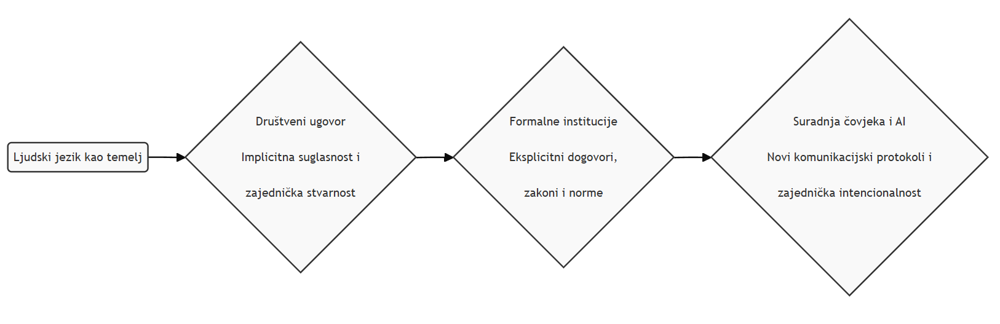 Ljudski jezik kao temelj
Društveni ugovor
Implicitna suglasnost i
zajednička stvarnost
Formalne institucije
Eksplicitni dogovori,
zakoni i norme
Suradnja čovjeka i AI
Novi komunikacijski protokoli i
zajednička intencionalnost